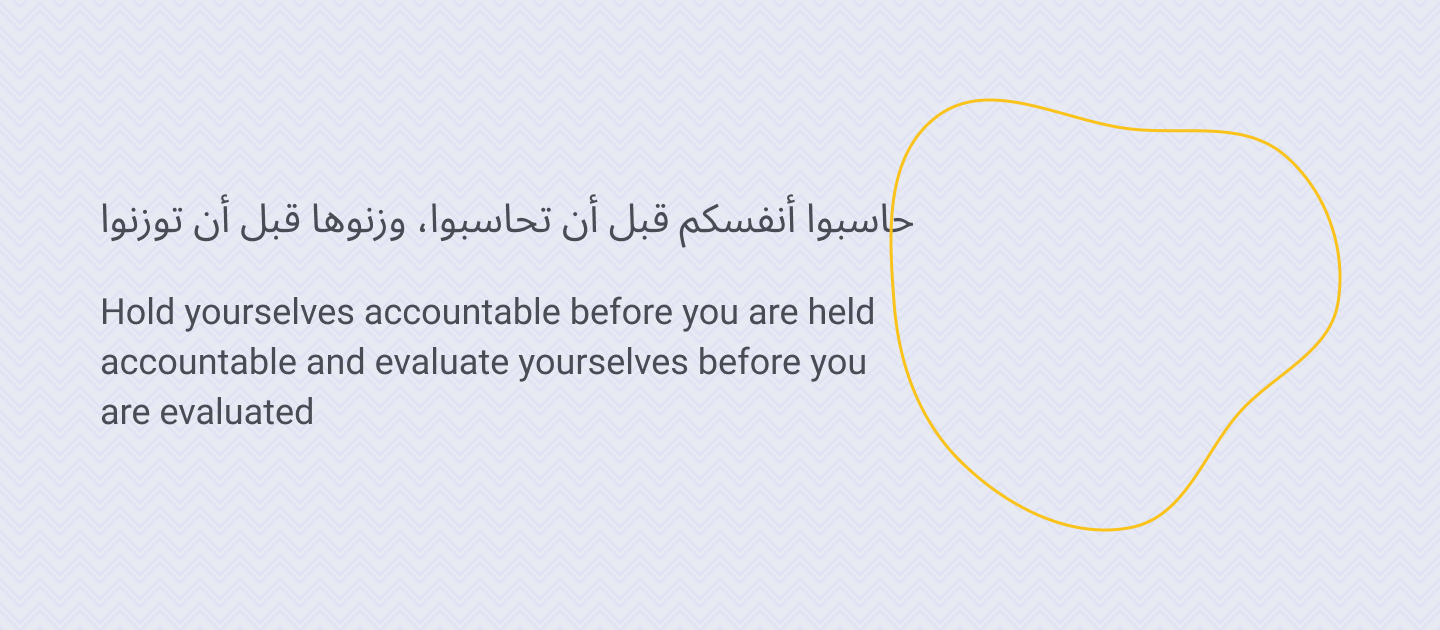 حاسبوا أنفسكم قبل أن تحاسبوا، وزنوها قبل أن توزنوا
Hold yourselves accountable before you are held
accountable and evaluate yourselves before you
are evaluated